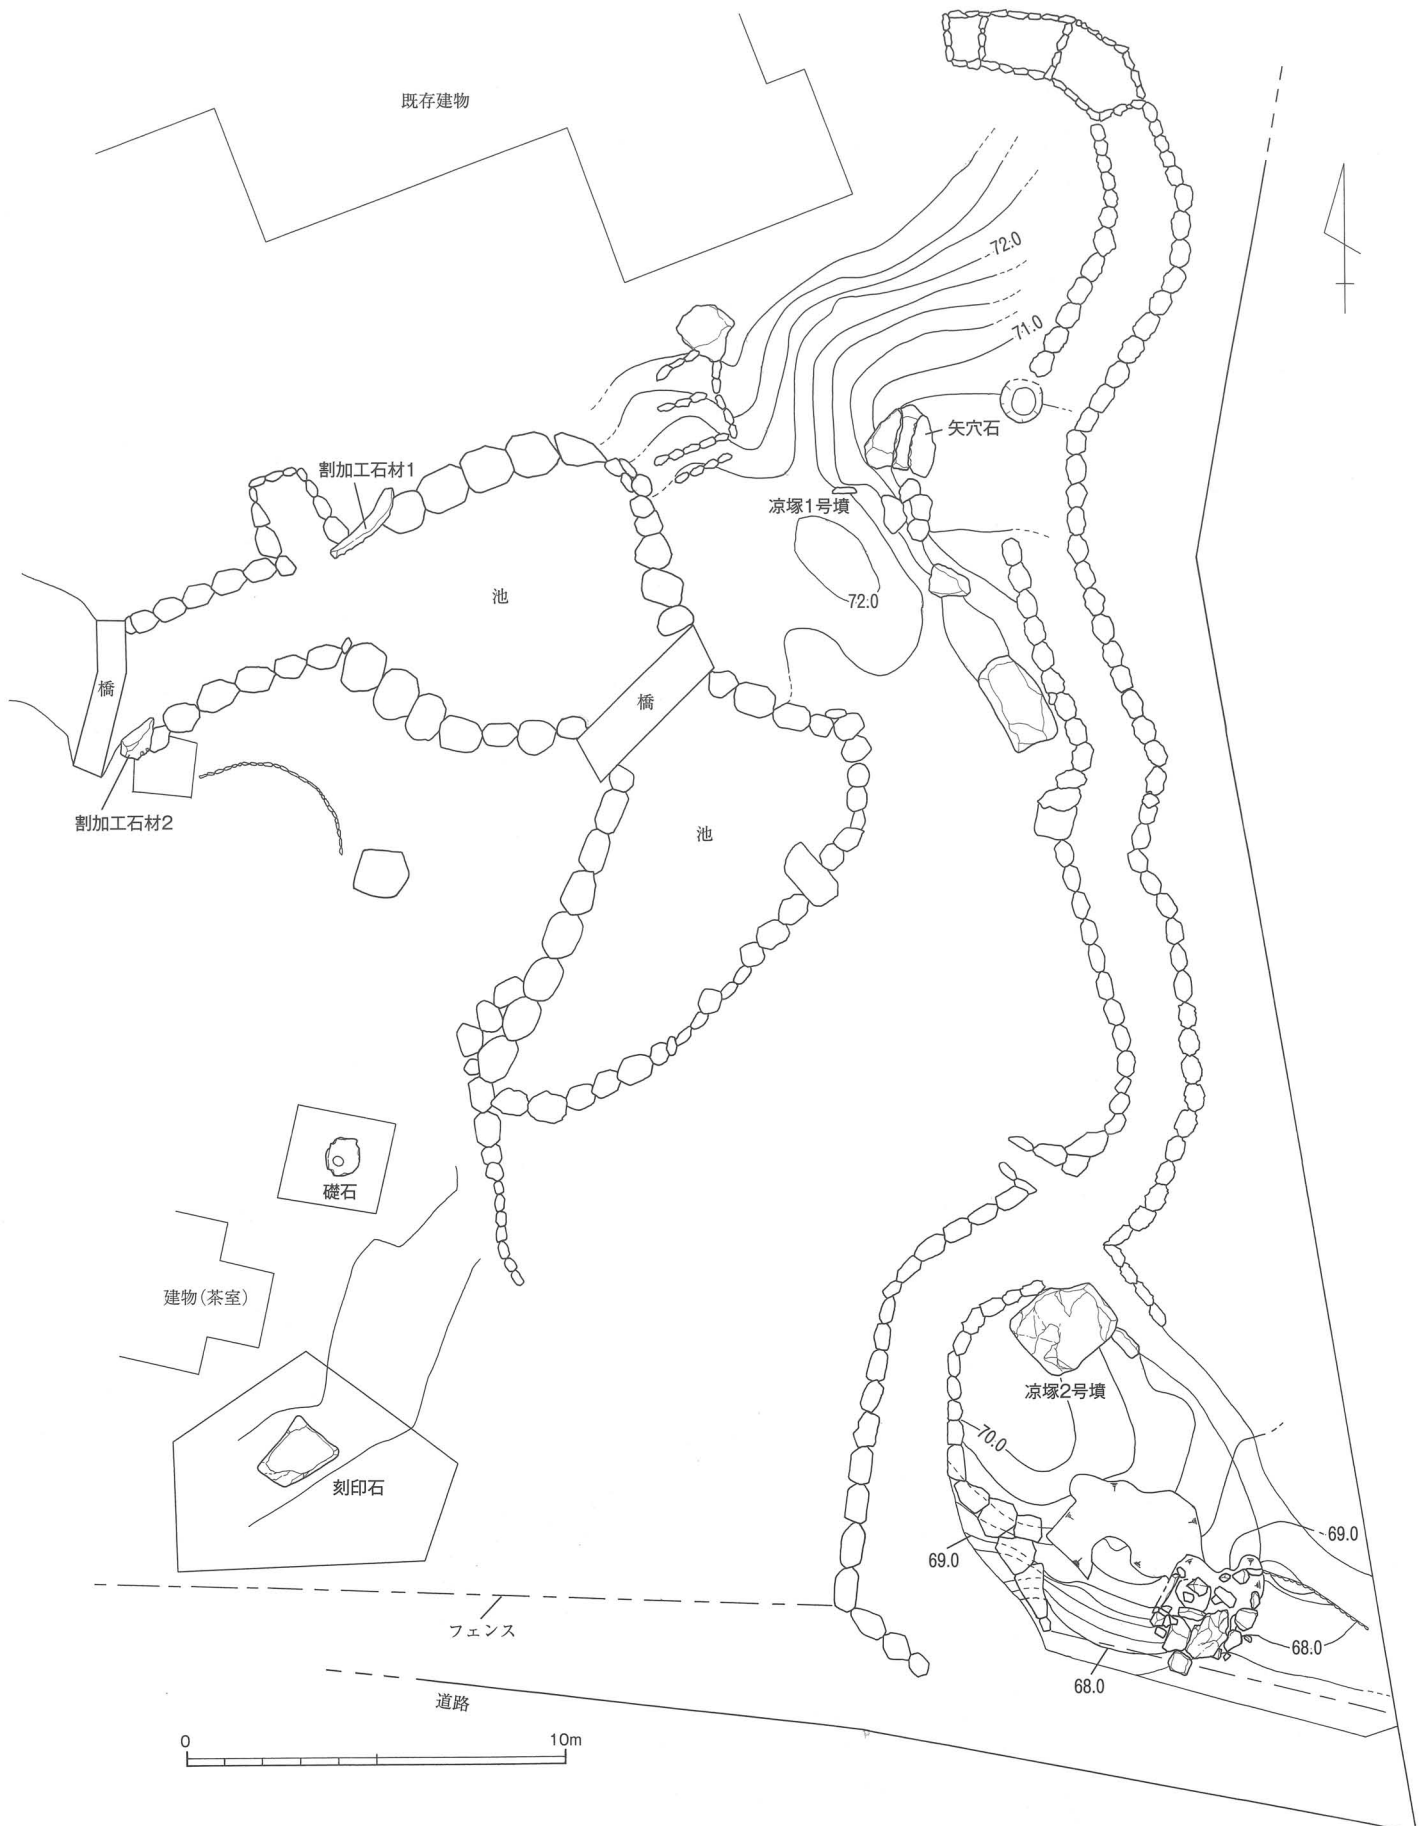 既存建物
72.0
71.0
矢穴石
割加工石材1
凉塚1号墳
72.0
池
橋
橋
割加工石材2
池
礎石
建物(茶室)
凉塚2号墳
70.0
刻印石
69.0
69.0
フェンス
68.0
68.0
道路
0
10m